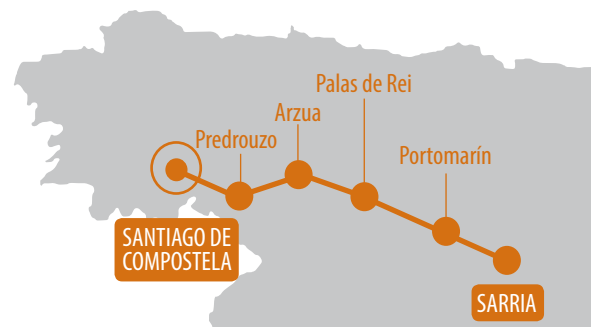 Palas de Rei
Arzua
Predrouzo
Portomarín
SANTIAGO DE
COMPOSTELA
SARRIA